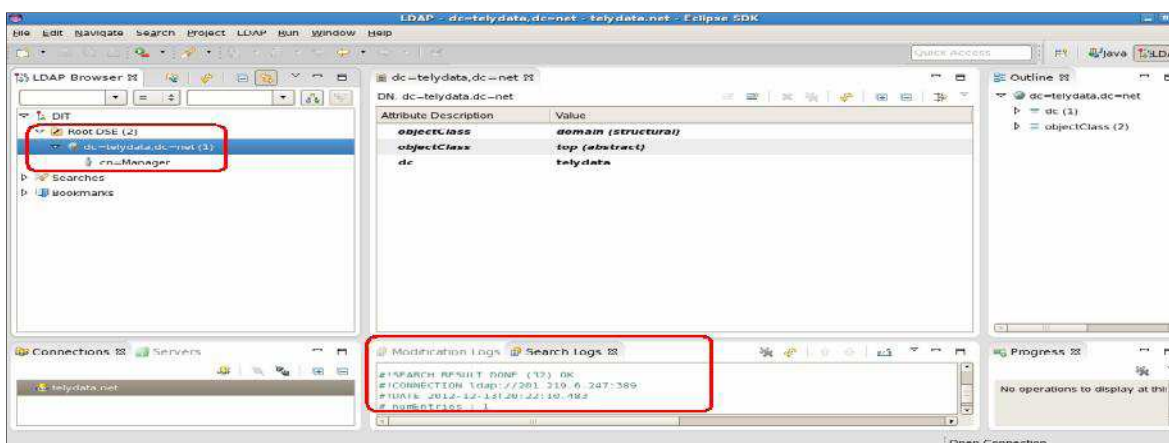 LDAP - dc=telydata,dc=net - telydata.net - Eclipse SDK
File Edit Navigate Search Project LDAP Run Window Help
Quick Access
Java
LDAP Browser
DIT
Root DSE (2)
dc=telydata,dc=net (1)
cn=Manager
Searches
Bookmarks
dc=telydata,dc=net
DN: dc=telydata,dc=net
Attribute Description Value
objectClass domain (structural)
objectClass top (abstract)
dc telydata
Outline
dc=telydata,dc=net
dc (1)
objectClass (2)
Connections Servers
telydata.net
Modification Logs Search Logs
#!SEARCH RESULT DONE (32) OK
#!CONNECTION ldap://201.219.6.247:389
#!DATE 2012-12-13T20:22:10.483
# numEntries : 1
Progress
No operations to display at thi
Open Connection